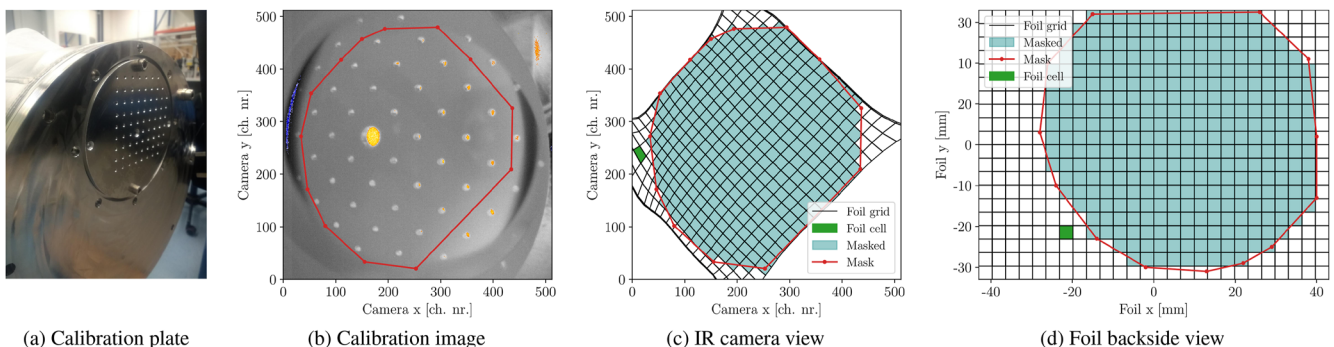 500
400
300
200
100
0
Camera y [ch. nr.]
0 100 200 300 400 500
Camera x [ch. nr.]
500
400
300
200
100
0
Camera y [ch. nr.]
Foil grid
Foil cell
Masked
Mask
0 100 200 300 400 500
Camera x [ch. nr.]
30
10
20
0
-10
-20
-30
Foil y [mm]
Foil grid
Masked
Mask
Foil cell
-40 -20 0 20 40
Foil x [mm]
(a) Calibration plate
(b) Calibration image
(c) IR camera view
(d) Foil backside view